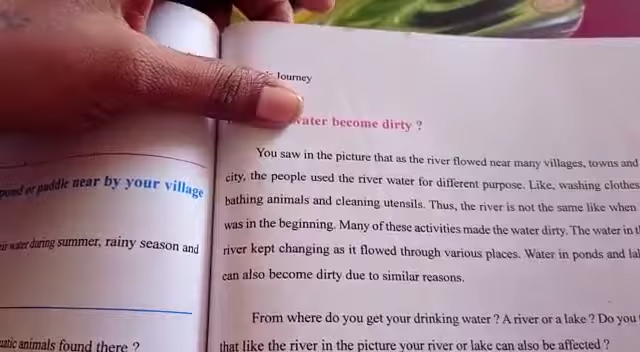 pond or puddle near by your village
water during summer, rainy season and
animals found there ?
Journey
water become dirty ?
You saw in the picture that as the river flowed near many villages, towns and
city, the people used the river water for different purpose. Like, washing clothes
bathing animals and cleaning utensils. Thus, the river is not the same like when
was in the beginning. Many of these activities made the water dirty. The water in
river kept changing as it flowed through various places. Water in ponds and
can also become dirty due to similar reasons.
From where do you get your drinking water ? A river or a lake ? Do you
that like the river in the picture your river or lake can also be affected ?